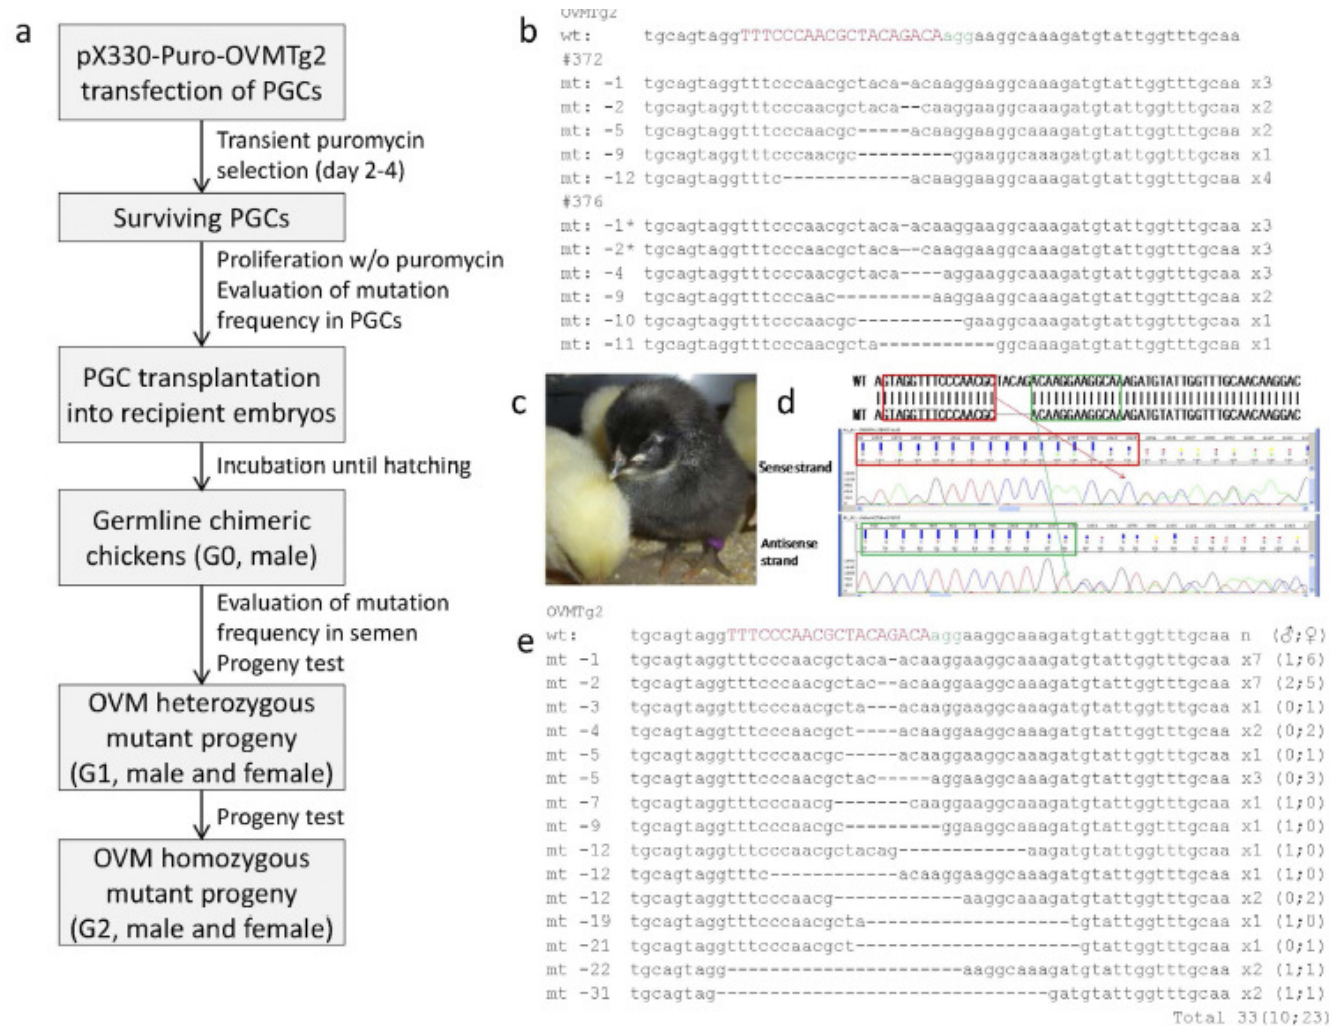 a
pX330-Puro-OVMTg2
transfection of PGCs
Transient puromycin
selection (day 2-4)
Surviving PGCs
Proliferation w/o puromycin
Evaluation of mutation
frequency in PGCs
PGC transplantation
into recipient embryos
Incubation until hatching
Germline chimeric
chickens (G0, male)
Evaluation of mutation
frequency in semen
Progeny test
OVM heterozygous
mutant progeny
(G1, male and female)
Progeny test
OVM homozygous
mutant progeny
(G2, male and female)
b
OVMTg2
wt: tgcagtaggTTTCCCAACGCTACAGACAaggaaggcaaagatgtattggtttgcaa
#372
mt: -1 tgcagtaggtttcccaacgctaca-acaaggaaggcaaagatgtattggtttgcaa x3
mt: -2 tgcagtaggtttcccaacgctaca--caaggaaggcaaagatgtattggtttgcaa x2
mt: -5 tgcagtaggtttcccaacgc-----acaaggaaggcaaagatgtattggtttgcaa x2
mt: -9 tgcagtaggtttcccaacgc---------ggaaggcaaagatgtattggtttgcaa x1
mt: -12 tgcagtaggtttc------------acaaggaaggcaaagatgtattggtttgcaa x4
#376
mt: -1* tgcagtaggtttcccaacgctaca-acaaggaaggcaaagatgtattggtttgcaa x3
mt: -2* tgcagtaggtttcccaacgctaca--caaggaaggcaaagatgtattggtttgcaa x3
mt: -4 tgcagtaggtttcccaacgctaca----aggaaggcaaagatgtattggtttgcaa x3
mt: -9 tgcagtaggtttcccaac---------aaggaaggcaaagatgtattggtttgcaa x2
mt: -10 tgcagtaggtttcccaacgc----------gaaggcaaagatgtattggtttgcaa x1
mt: -11 tgcagtaggtttcccaacgcta-----------ggcaaagatgtattggtttgcaa x1
c
d
WT AGTAGGTTTCCCAACGCTACAGACAAGGAAGGCAAAGATGTATTGGTTTGCAACAAGGAC
MT AGTAGGTTTCCCAACGC ACAAGGAAGGCAAAGATGTATTGGTTTGCAACAAGGAC
Sense strand
Antisense
strand
e
OVMTg2
wt: tgcagtaggTTTCCCAACGCTACAGACAaggaaggcaaagatgtattggtttgcaa n (♂;♀)
mt -1 tgcagtaggtttcccaacgctaca-acaaggaaggcaaagatgtattggtttgcaa x7 (1;6)
mt -2 tgcagtaggtttcccaacgctac--acaaggaaggcaaagatgtattggtttgcaa x7 (2;5)
mt -3 tgcagtaggtttcccaacgcta---acaaggaaggcaaagatgtattggtttgcaa x1 (0;1)
mt -4 tgcagtaggtttcccaacgct----acaaggaaggcaaagatgtattggtttgcaa x2 (0;2)
mt -5 tgcagtaggtttcccaacgc-----acaaggaaggcaaagatgtattggtttgcaa x1 (0;1)
mt -5 tgcagtaggtttcccaacgctac-----aggaaggcaaagatgtattggtttgcaa x3 (0;3)
mt -7 tgcagtaggtttcccaacg-------caaggaaggcaaagatgtattggtttgcaa x1 (1;0)
mt -9 tgcagtaggtttcccaacgc---------ggaaggcaaagatgtattggtttgcaa x1 (1;0)
mt -12 tgcagtaggtttcccaacgctacag------------aagatgtattggtttgcaa x1 (1;0)
mt -12 tgcagtaggtttc------------acaaggaaggcaaagatgtattggtttgcaa x1 (1;0)
mt -12 tgcagtaggtttcccaacg------------aaggcaaagatgtattggtttgcaa x2 (0;2)
mt -19 tgcagtaggtttcccaacgcta-------------------tgtattggtttgcaa x1 (1;0)
mt -21 tgcagtaggtttcccaacgct---------------------gtattggtttgcaa x1 (0;1)
mt -22 tgcagtagg----------------------aaggcaaagatgtattggtttgcaa x2 (1;1)
mt -31 tgcagtag-------------------------------gatgtattggtttgcaa x2 (1;1)
Total 33(10;23)